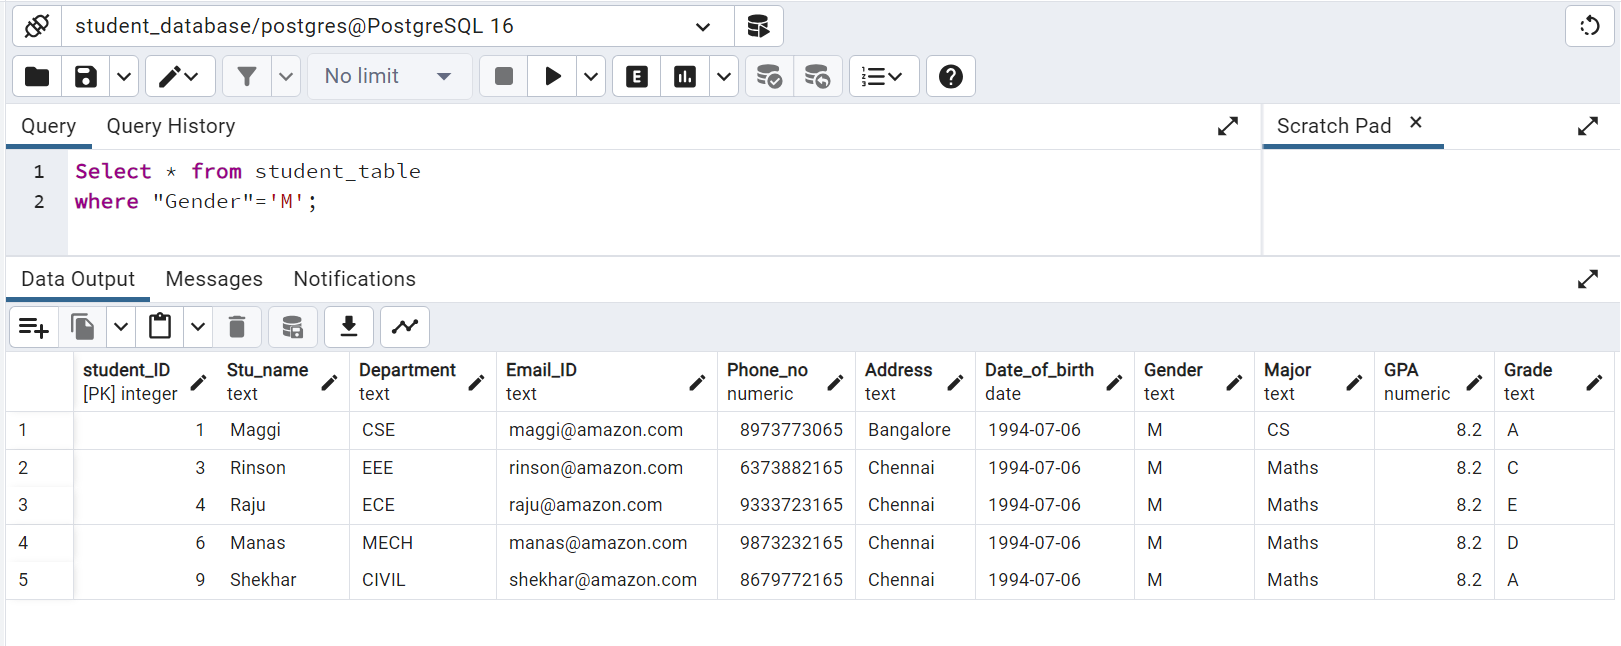 student_database/postgres@PostgreSQL 16
No limit
E
Query Query History Scratch Pad
1 Select * from student_table
2 where "Gender"='M';
Data Output Messages Notifications
student_ID Stu_name Department Email_ID Phone_no Address Date_of_birth Gender Major GPA Grade
[PK] integer text text text numeric text date text text numeric text
1 1 Maggi CSE maggi@amazon.com 8973773065 Bangalore 1994-07-06 M CS 8.2 A
2 3 Rinson EEE rinson@amazon.com 6373882165 Chennai 1994-07-06 M Maths 8.2 C
3 4 Raju ECE raju@amazon.com 9333723165 Chennai 1994-07-06 M Maths 8.2 E
4 6 Manas MECH manas@amazon.com 9873232165 Chennai 1994-07-06 M Maths 8.2 D
5 9 Shekhar CIVIL shekhar@amazon.com 8679772165 Chennai 1994-07-06 M Maths 8.2 A